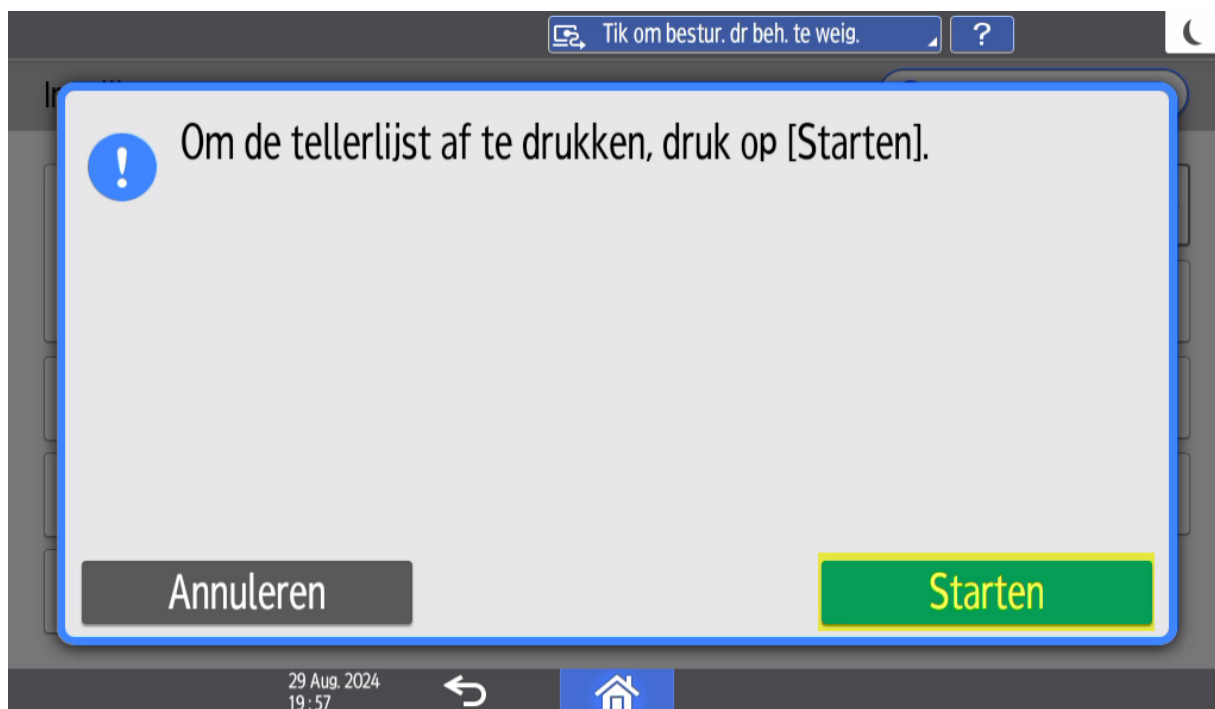 Tik om bestur. dr beh. te weig.
?
Om de tellerlijst af te drukken, druk op [Starten].
Annuleren
Starten
29 Aug. 2024
19 : 57